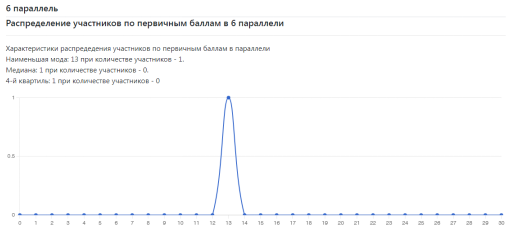 6 параллель
Распределение участников по первичным баллам в 6 параллели
Характеристики распредедения участников по первичным баллам в параллели
Наименьшая мода: 13 при количестве участников - 1.
Медиана: 1 при количестве участников - 0.
4-й квартиль: 1 при количестве участников - 0
1
0.5
0
0 1 2 3 4 5 6 7 8 9 10 11 12 13 14 15 16 17 18 19 20 21 22 23 24 25 26 27 28 29 30